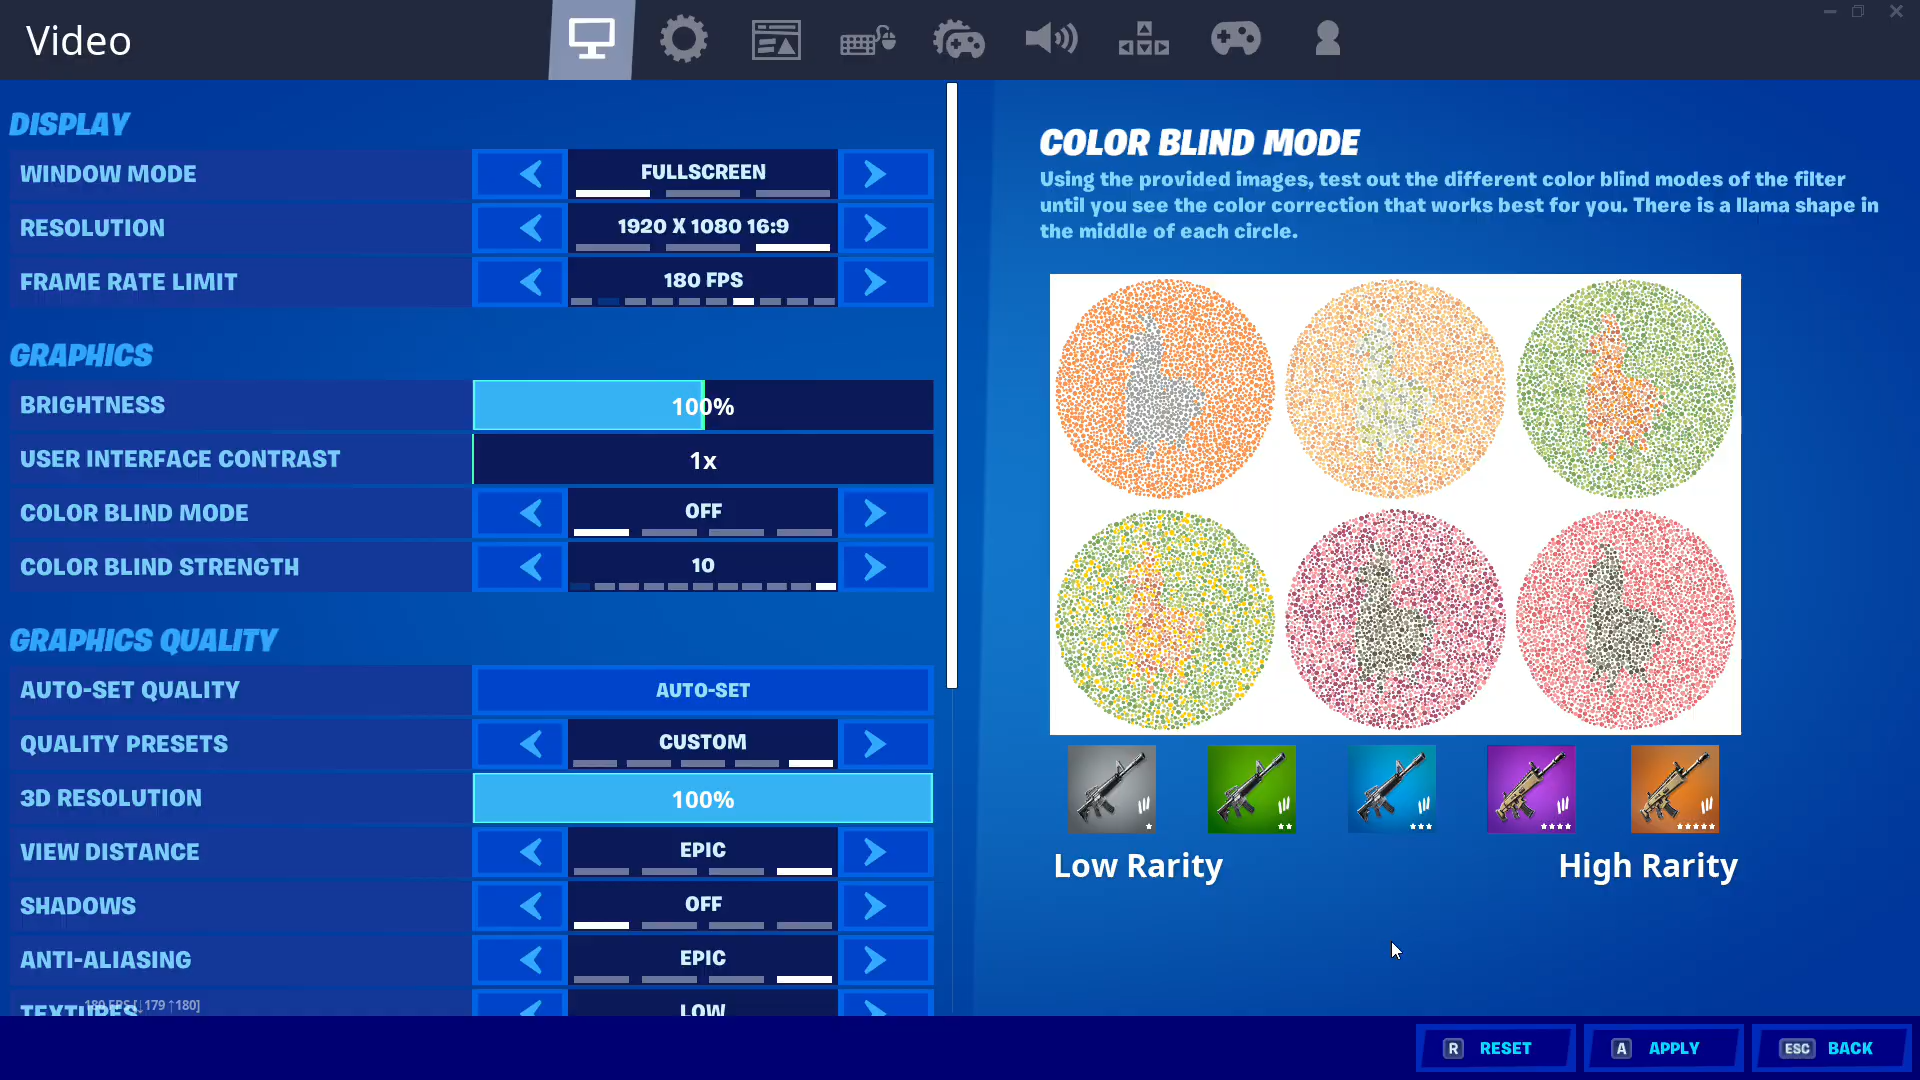 Video
DISPLAY
WINDOW MODE
FULLSCREEN
RESOLUTION
1920 X 1080 16:9
FRAME RATE LIMIT
180 FPS
GRAPHICS
BRIGHTNESS
100%
USER INTERFACE CONTRAST
1x
COLOR BLIND MODE
OFF
COLOR BLIND STRENGTH
10
GRAPHICS QUALITY
AUTO-SET QUALITY
AUTO-SET
QUALITY PRESETS
CUSTOM
3D RESOLUTION
100%
VIEW DISTANCE
EPIC
SHADOWS
OFF
ANTI-ALIASING
EPIC
TEXTURES
LOW
180 FPS [↓179 ↑180]
COLOR BLIND MODE
Using the provided images, test out the different color blind modes of the filter
until you see the color correction that works best for you. There is a llama shape in
the middle of each circle.
Low Rarity
High Rarity
R RESET
A APPLY
ESC BACK